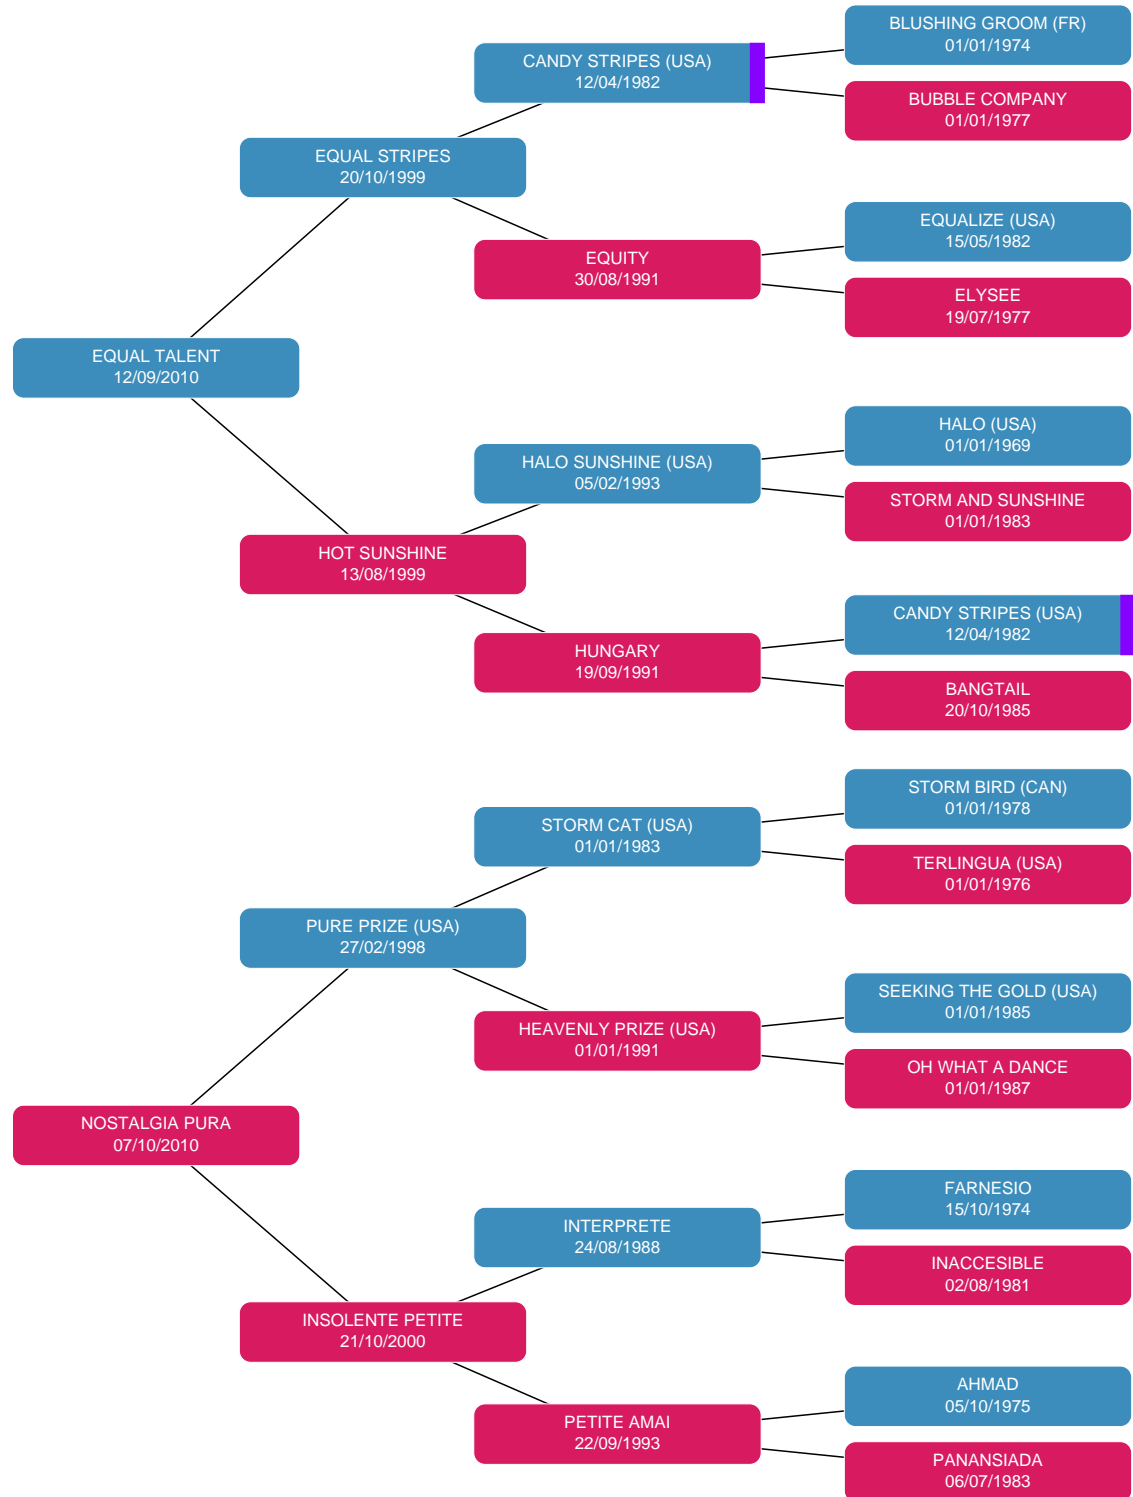 BLUSHING GROOM (FR)
01/01/1974
CANDY STRIPES (USA)
12/04/1982
BUBBLE COMPANY
01/01/1977
EQUAL STRIPES
20/10/1999
EQUALIZE (USA)
15/05/1982
EQUITY
30/08/1991
ELYSEE
19/07/1977
EQUAL TALENT
12/09/2010
HALO (USA)
01/01/1969
HALO SUNSHINE (USA)
05/02/1993
STORM AND SUNSHINE
01/01/1983
HOT SUNSHINE
13/08/1999
CANDY STRIPES (USA)
12/04/1982
HUNGARY
19/09/1991
BANGTAIL
20/10/1985
STORM BIRD (CAN)
01/01/1978
STORM CAT (USA)
01/01/1983
TERLINGUA (USA)
01/01/1976
PURE PRIZE (USA)
27/02/1998
SEEKING THE GOLD (USA)
01/01/1985
HEAVENLY PRIZE (USA)
01/01/1991
OH WHAT A DANCE
01/01/1987
NOSTALGIA PURA
07/10/2010
FARNESIO
15/10/1974
INTERPRETE
24/08/1988
INACCESIBLE
02/08/1981
INSOLENTE PETITE
21/10/2000
AHMAD
05/10/1975
PETITE AMAI
22/09/1993
PANANSIADA
06/07/1983